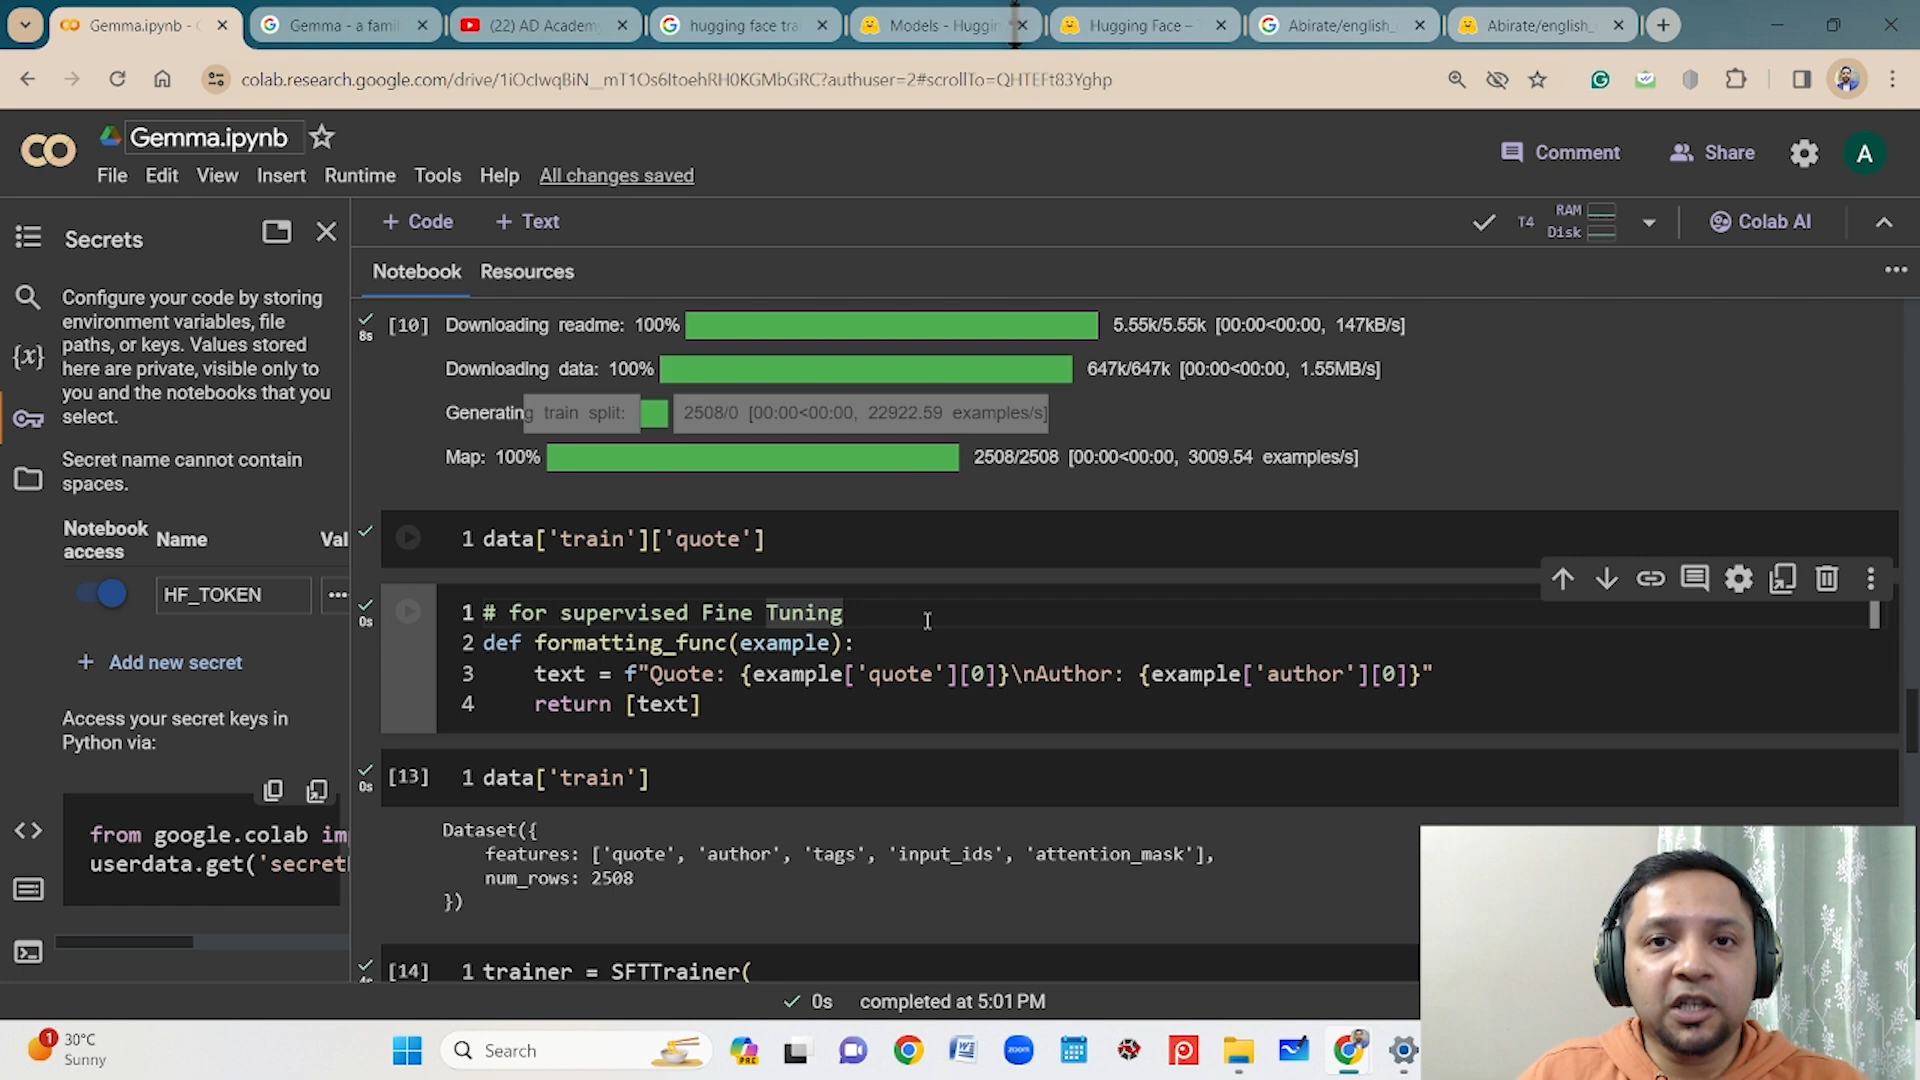 Gemma.ipynb - C
Gemma - a famil
(22) AD Academy
hugging face tra
Models - Huggin
Hugging Face –
Abirate/english_
Abirate/english_
colab.research.google.com/drive/1iOcIwqBiN__mT1Os6ItoehRH0KGMbGRC?authuser=2#scrollTo=QHTEFt83Yghp
Gemma.ipynb
Comment
Share
A
File Edit View Insert Runtime Tools Help All changes saved
Secrets
+ Code + Text
T4
RAM
Disk
Colab AI
Notebook Resources
Configure your code by storing
environment variables, file
paths, or keys. Values stored
here are private, visible only to
you and the notebooks that you
select.
Secret name cannot contain
spaces.
Notebook
access
Name
Val
HF_TOKEN
+ Add new secret
Access your secret keys in
Python via:
from google.colab im
userdata.get('secret
8s
[10] Downloading readme: 100% 5.55k/5.55k [00:00<00:00, 147kB/s]
Downloading data: 100% 647k/647k [00:00<00:00, 1.55MB/s]
Generating train split: 2508/0 [00:00<00:00, 22922.59 examples/s]
Map: 100% 2508/2508 [00:00<00:00, 3009.54 examples/s]
1 data['train']['quote']
0s
1 # for supervised Fine Tuning
2 def formatting_func(example):
3 text = f"Quote: {example['quote'][0]}\nAuthor: {example['author'][0]}"
4 return [text]
0s
[13] 1 data['train']
Dataset({
features: ['quote', 'author', 'tags', 'input_ids', 'attention_mask'],
num_rows: 2508
})
[14] 1 trainer = SFTTrainer(
0s completed at 5:01 PM
1
30°C
Sunny
Search
PRE
zoom